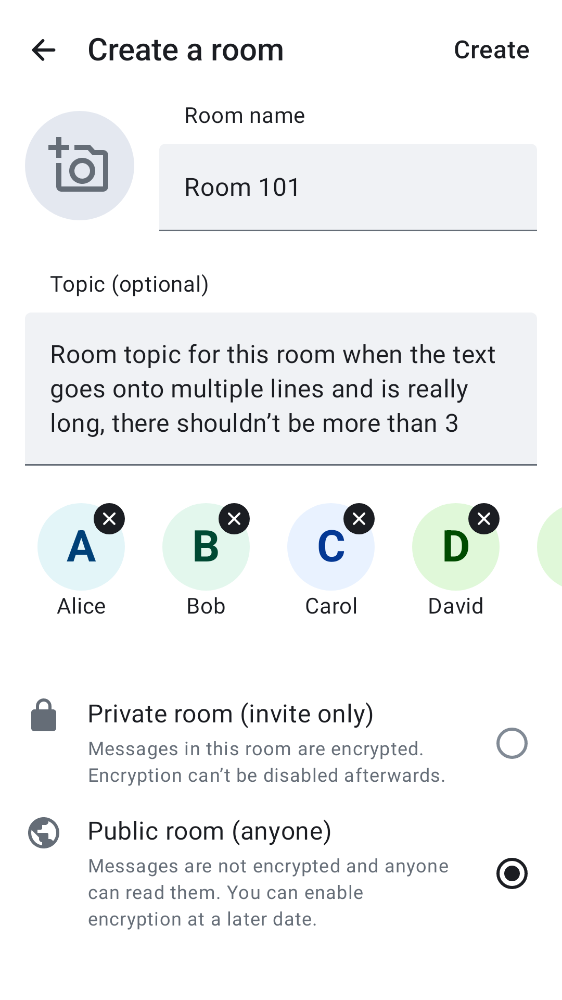 Create a room
Create
Room name
Room 101
Topic (optional)
Room topic for this room when the text
goes onto multiple lines and is really
long, there shouldn’t be more than 3
A
B
C
D
Alice
Bob
Carol
David
Private room (invite only)
Messages in this room are encrypted.
Encryption can’t be disabled afterwards.
Public room (anyone)
Messages are not encrypted and anyone
can read them. You can enable
encryption at a later date.